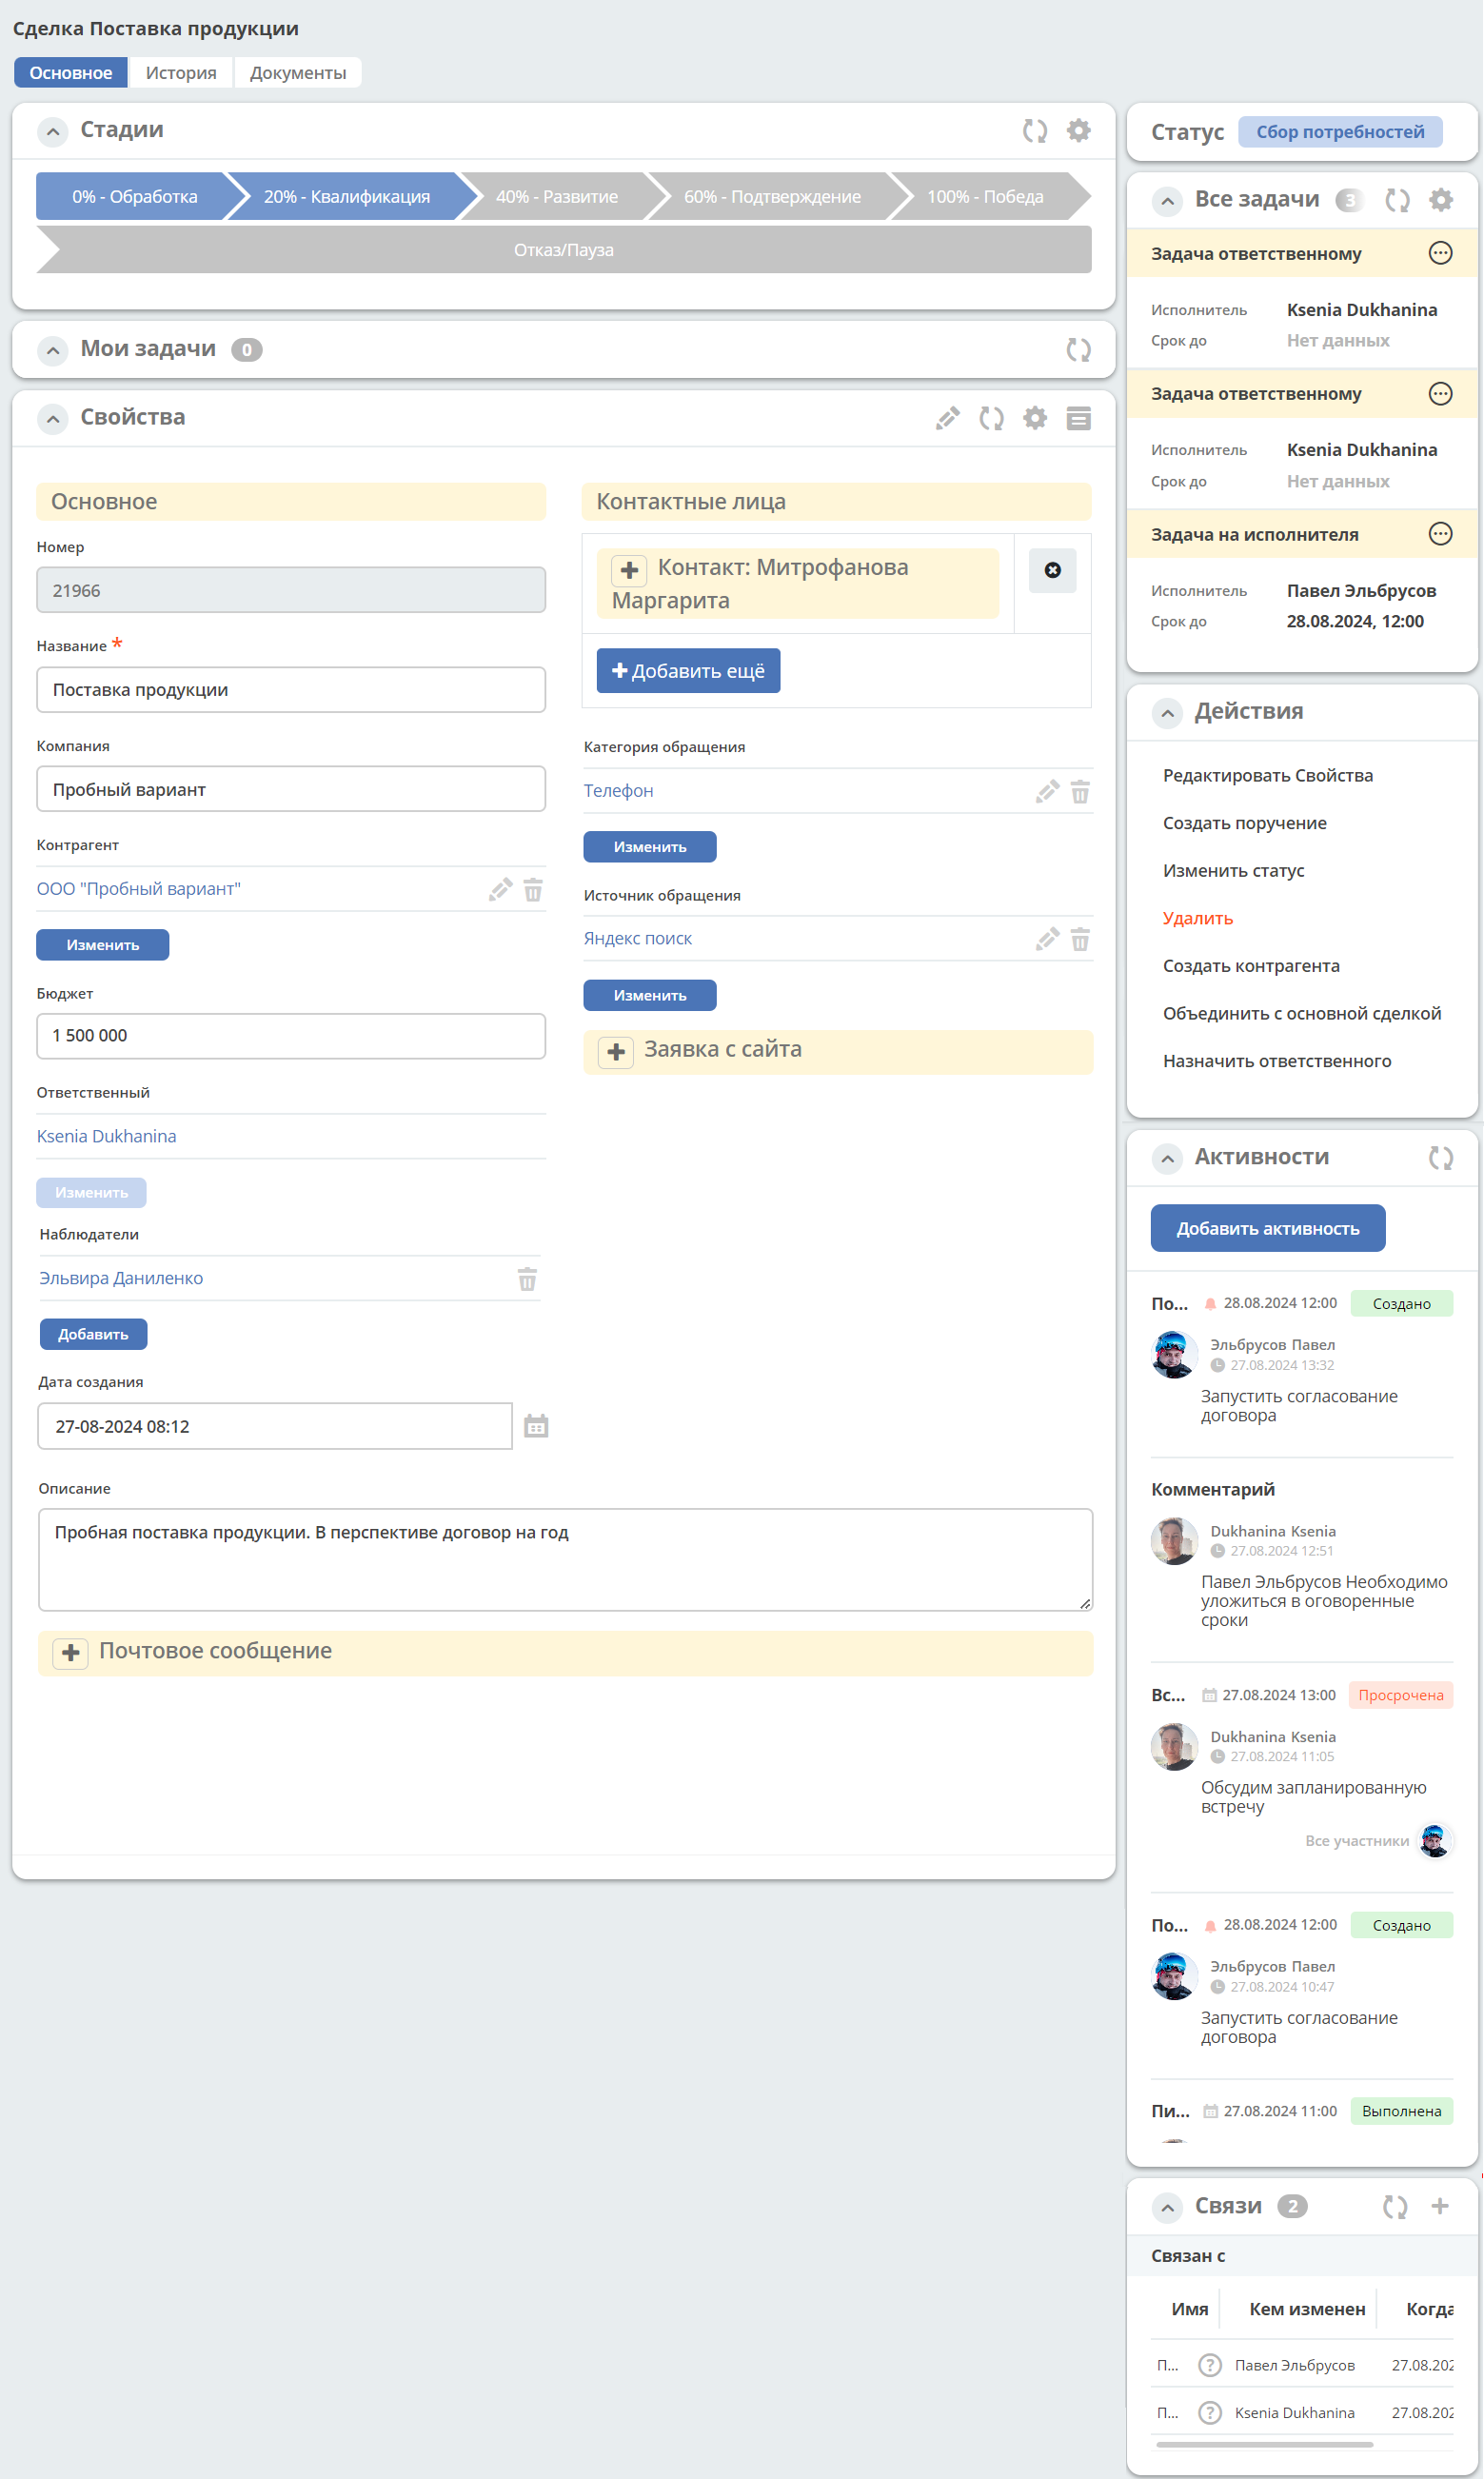 Сделка Поставка продукции
Основное
История
Документы
Стадии
0% - Обработка
20% - Квалификация
40% - Развитие
60% - Подтверждение
100% - Победа
Отказ/Пауза
Мои задачи 0
Свойства
Основное
Номер
21966
Название *
Поставка продукции
Компания
Пробный вариант
Контрагент
ООО "Пробный вариант"
Изменить
Бюджет
1 500 000
Ответственный
Ksenia Dukhanina
Изменить
Наблюдатели
Эльвира Даниленко
Добавить
Дата создания
27-08-2024 08:12
Описание
Пробная поставка продукции. В перспективе договор на год
Почтовое сообщение
Контактные лица
Контакт: Митрофанова
Маргарита
Добавить ещё
Категория обращения
Телефон
Изменить
Источник обращения
Яндекс поиск
Изменить
Заявка с сайта
Статус Сбор потребностей
Все задачи 3
Задача ответственному
Исполнитель Ksenia Dukhanina
Срок до Нет данных
Задача ответственному
Исполнитель Ksenia Dukhanina
Срок до Нет данных
Задача на исполнителя
Исполнитель Павел Эльбрусов
Срок до 28.08.2024, 12:00
Действия
Редактировать Свойства
Создать поручение
Изменить статус
Удалить
Создать контрагента
Объединить с основной сделкой
Назначить ответственного
Активности
Добавить активность
По... 28.08.2024 12:00 Создано
Эльбрусов Павел
27.08.2024 13:32
Запустить согласование
договора
Комментарий
Dukhanina Ksenia
27.08.2024 12:51
Павел Эльбрусов Необходимо
уложиться в оговоренные
сроки
Вс... 27.08.2024 13:00 Просрочена
Dukhanina Ksenia
27.08.2024 11:05
Обсудим запланированную
встречу
Все участники
По... 28.08.2024 12:00 Создано
Эльбрусов Павел
27.08.2024 10:47
Запустить согласование
договора
Пи... 27.08.2024 11:00 Выполнена
Связи 2
Связан с
Имя Кем изменен Когда
П... Павел Эльбрусов 27.08.202
П... Ksenia Dukhanina 27.08.202